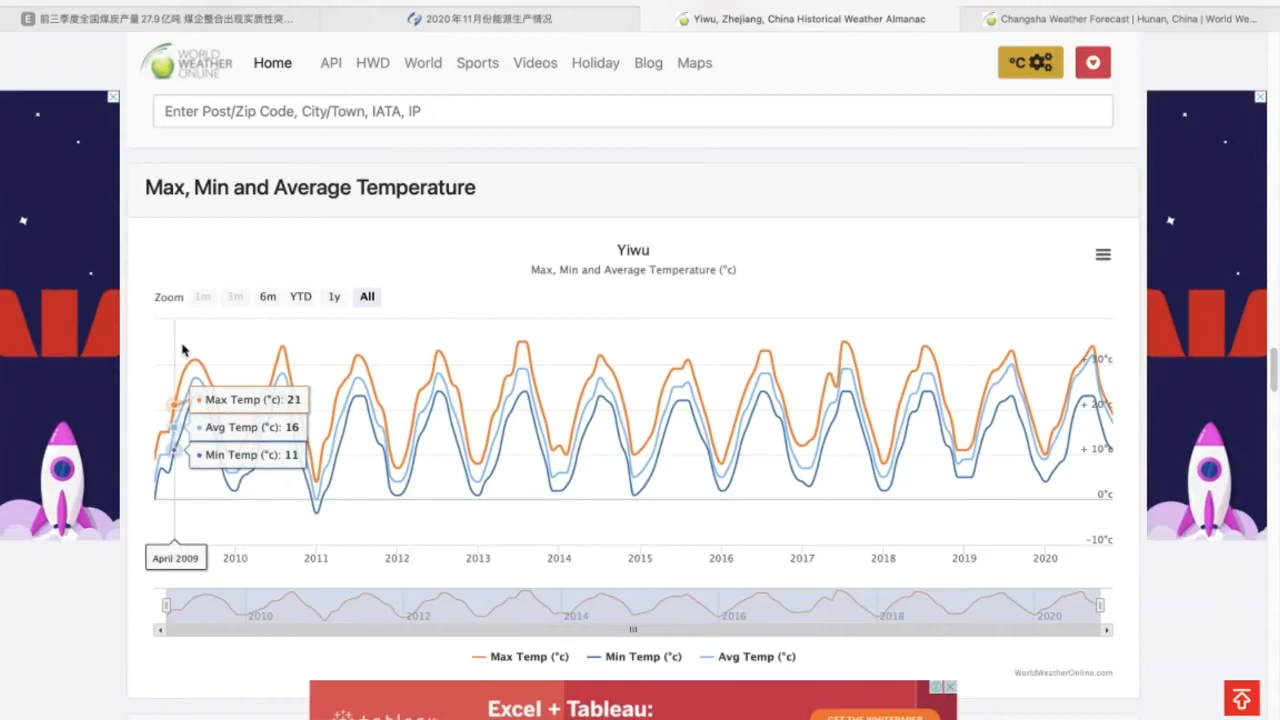 前三季度全国煤炭产量27.9亿吨 煤企整合出现实质性突...
2020年11月份能源生产情况
Yiwu, Zhejiang, China Historical Weather Almanac
Changsha Weather Forecast | Hunan, China | World We...
WORLD
WEATHER
ONLINE
Home
API
HWD
World
Sports
Videos
Holiday
Blog
Maps
°C
Enter Post/Zip Code, City/Town, IATA, IP
Max, Min and Average Temperature
Yiwu
Max, Min and Average Temperature (°c)
Zoom 1m 3m 6m YTD 1y All
+ 30°c
Max Temp (°c): 21
+ 20°c
Avg Temp (°c): 16
Min Temp (°c): 11
+ 10°c
0°c
-10°c
April 2009 2010 2011 2012 2013 2014 2015 2016 2017 2018 2019 2020
2010 2012 2014 2016 2018 2020
Max Temp (°c) Min Temp (°c) Avg Temp (°c)
WorldWeatherOnline.com
Excel + Tableau:
tableau
GET THE WHITEPAPER